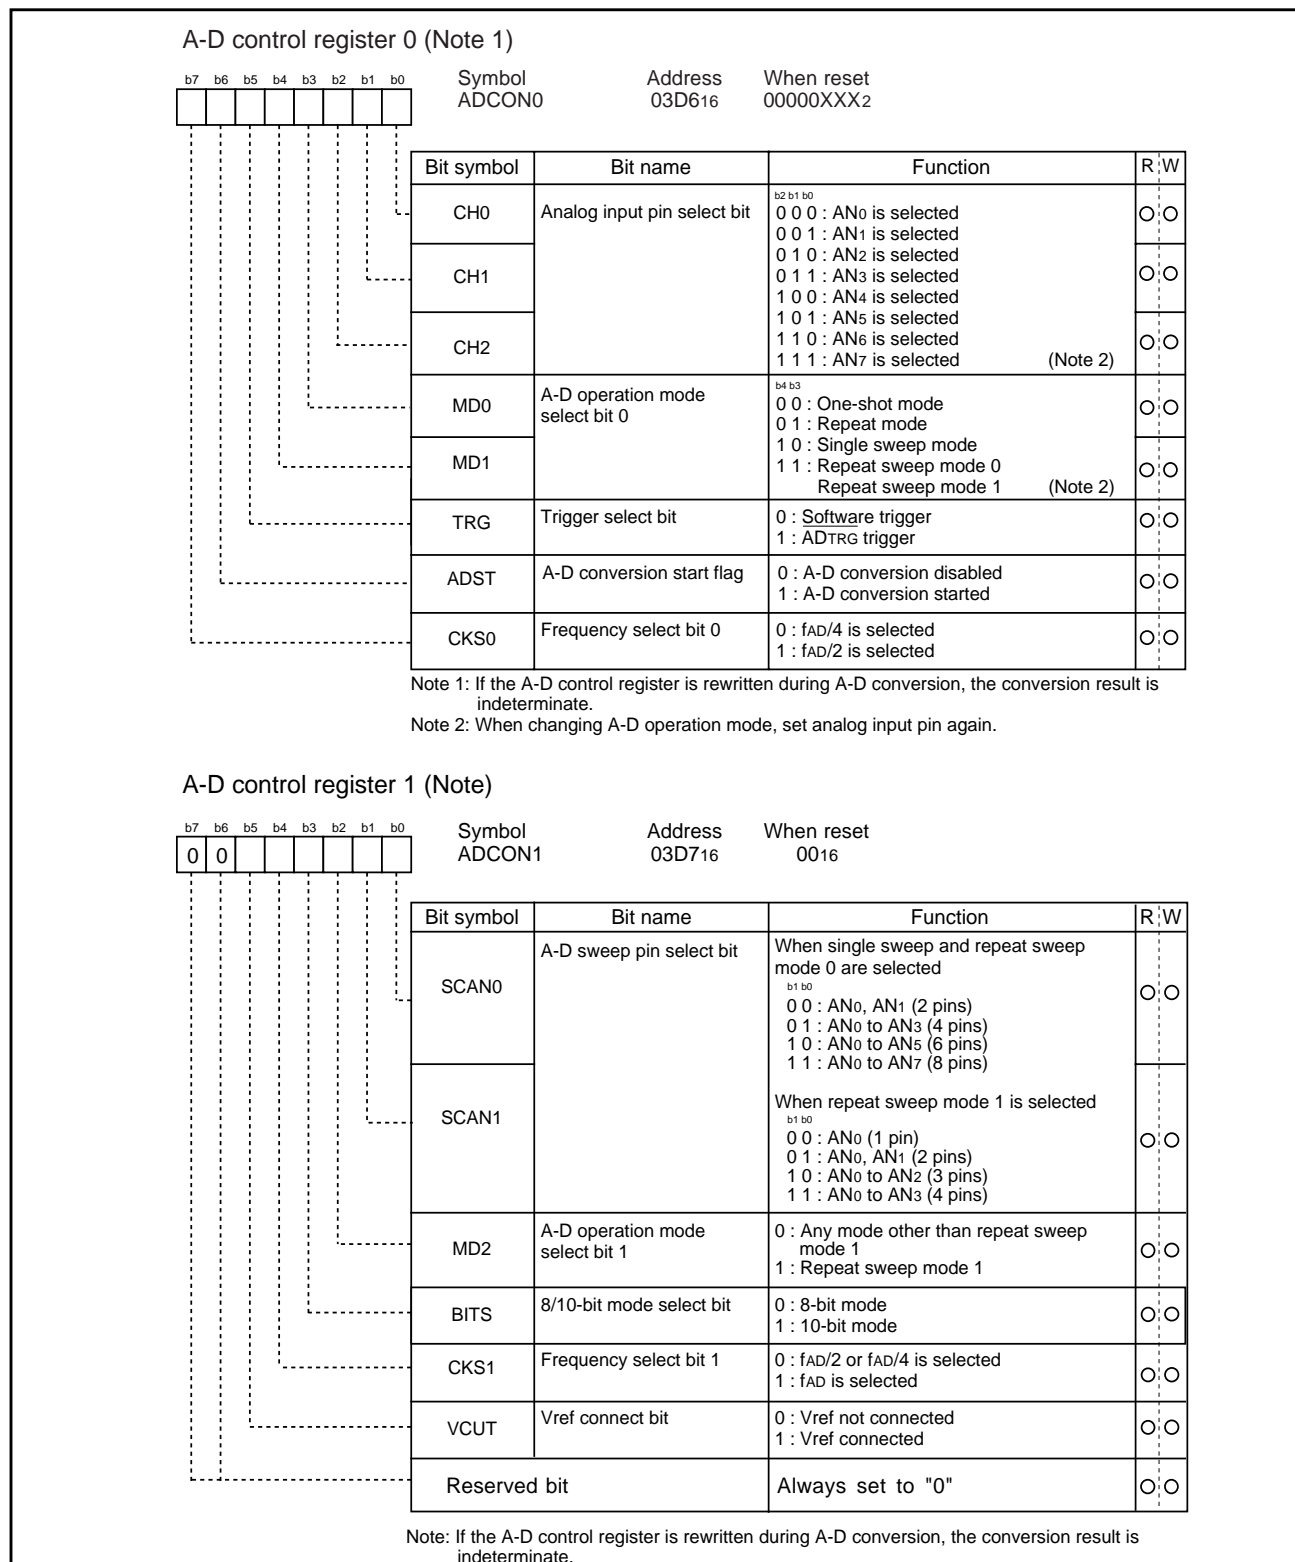 A-D control register 0 (Note 1)
b7 b6 b5 b4 b3 b2 b1 b0
Symbol Address When reset
ADCON0 03D616 00000XXX2
Bit symbol Bit name Function R W
CH0 Analog input pin select bit
b2 b1 b0
0 0 0 : AN0 is selected
0 0 1 : AN1 is selected
0 1 0 : AN2 is selected
CH1
0 1 1 : AN3 is selected
1 0 0 : AN4 is selected
1 0 1 : AN5 is selected
1 1 0 : AN6 is selected
CH2
1 1 1 : AN7 is selected (Note 2)
MD0 A-D operation mode
select bit 0
b4 b3
0 0 : One-shot mode
0 1 : Repeat mode
1 0 : Single sweep mode
MD1
1 1 : Repeat sweep mode 0
Repeat sweep mode 1 (Note 2)
TRG Trigger select bit 0 : Software trigger
1 : ADTRG trigger
ADST A-D conversion start flag 0 : A-D conversion disabled
1 : A-D conversion started
CKS0 Frequency select bit 0 0 : fAD/4 is selected
1 : fAD/2 is selected
Note 1: If the A-D control register is rewritten during A-D conversion, the conversion result is
indeterminate.
Note 2: When changing A-D operation mode, set analog input pin again.
A-D control register 1 (Note)
b7 b6 b5 b4 b3 b2 b1 b0
0 0
Symbol Address When reset
ADCON1 03D716 0016
Bit symbol Bit name Function R W
SCAN0 A-D sweep pin select bit When single sweep and repeat sweep
mode 0 are selected
b1 b0
0 0 : AN0, AN1 (2 pins)
0 1 : AN0 to AN3 (4 pins)
1 0 : AN0 to AN5 (6 pins)
1 1 : AN0 to AN7 (8 pins)
SCAN1
When repeat sweep mode 1 is selected
b1 b0
0 0 : AN0 (1 pin)
0 1 : AN0, AN1 (2 pins)
1 0 : AN0 to AN2 (3 pins)
1 1 : AN0 to AN3 (4 pins)
MD2 A-D operation mode
select bit 1
0 : Any mode other than repeat sweep
mode 1
1 : Repeat sweep mode 1
BITS 8/10-bit mode select bit 0 : 8-bit mode
1 : 10-bit mode
CKS1 Frequency select bit 1 0 : fAD/2 or fAD/4 is selected
1 : fAD is selected
VCUT Vref connect bit 0 : Vref not connected
1 : Vref connected
Reserved bit Always set to "0"
Note: If the A-D control register is rewritten during A-D conversion, the conversion result is
indeterminate.